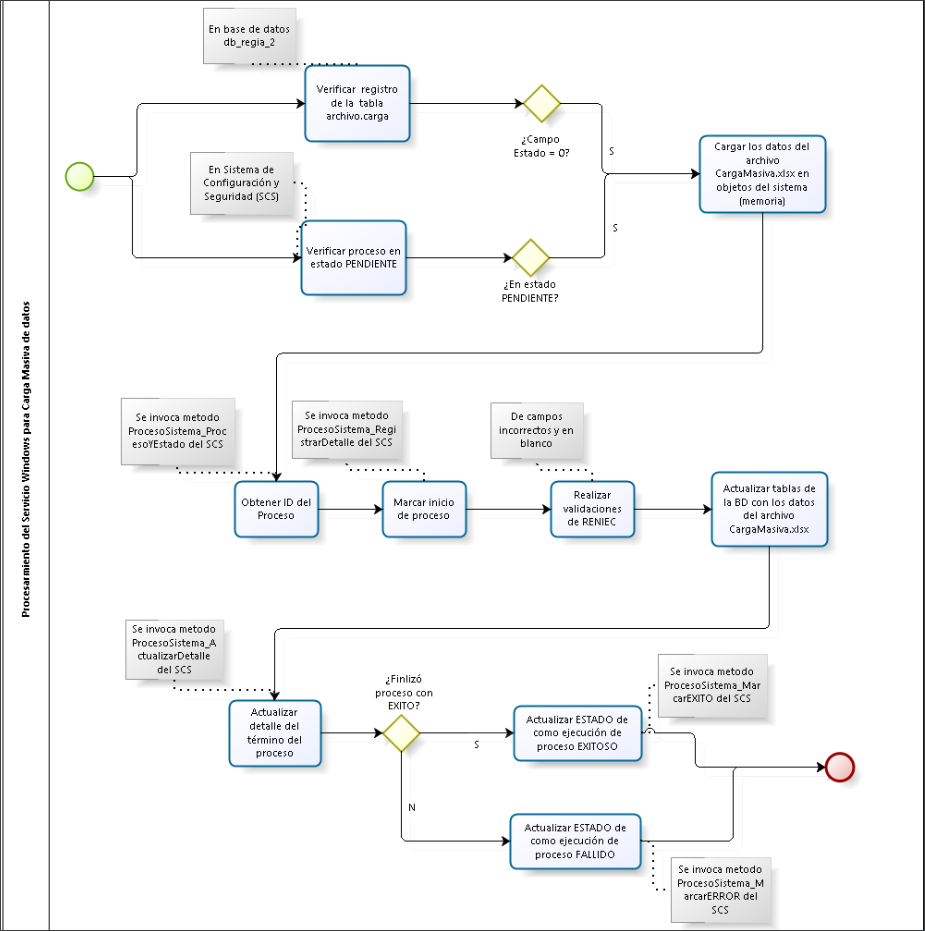 Procesarmiento del Servicio Windows para Carga Masiva de datos
En base de datos
db_regia_2
Verificar registro
de la tabla
archivo.carga
¿Campo
Estado = 0?
S
En Sistema de
Configuración y
Seguridad (SCS)
Verificar proceso en
estado PENDIENTE
¿En estado
PENDIENTE?
S
Cargar los datos del
archivo
CargaMasiva.xlsx en
objetos del sistema
(memoria)
Se invoca metodo
ProcesoSistema_Proc
esoYEstado del SCS
Obtener ID del
Proceso
Se invoca metodo
ProcesoSistema_Regi
strarDetalle del SCS
Marcar inicio
de proceso
De campos
incorrectos y en
blanco
Realizar
validaciones
de RENIEC
Actualizar tablas de
la BD con los datos
del archivo
CargaMasiva.xlsx
Se invoca metodo
ProcesoSistema_A
ctualizarDetalle
del SCS
Actualizar
detalle del
término del
proceso
¿Finlizó
proceso con
EXITO?
S
N
Actualizar ESTADO de
como ejecución de
proceso EXITOSO
Se invoca metodo
ProcesoSistema_Mar
carEXITO del SCS
Actualizar ESTADO de
como ejecución de
proceso FALLIDO
Se invoca metodo
ProcesoSistema_M
arcarERROR del
SCS